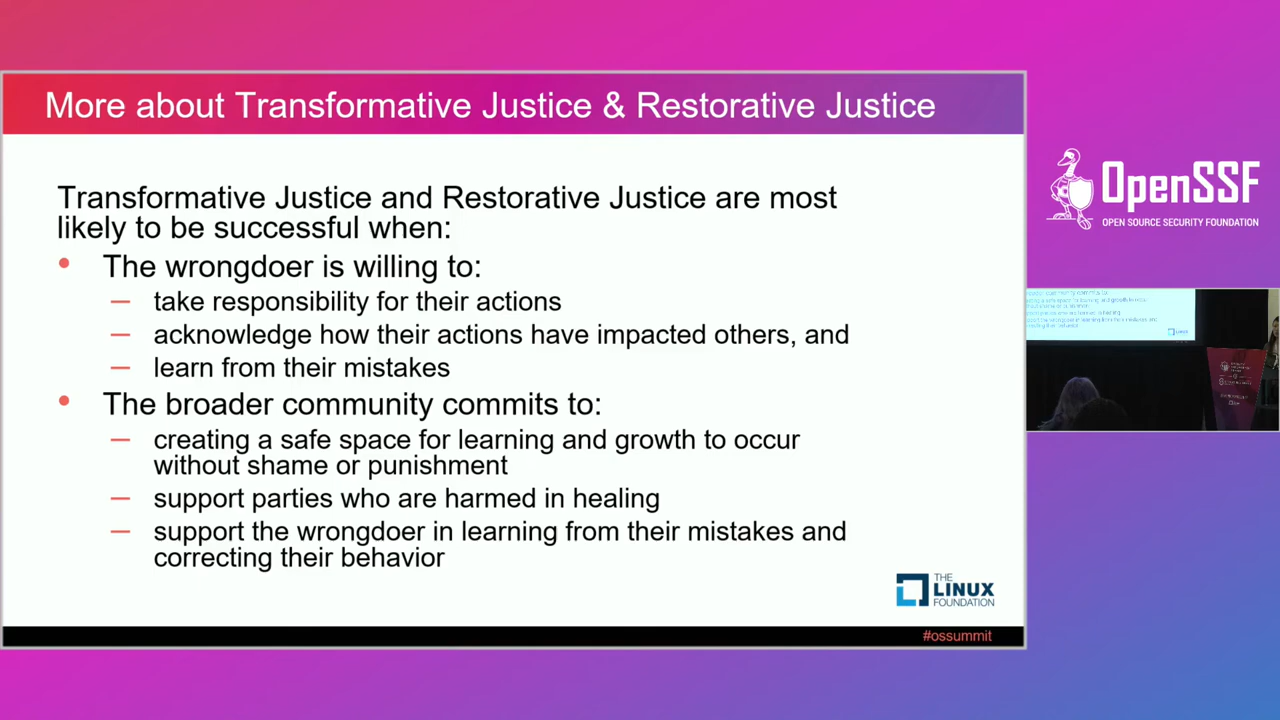 More about Transformative Justice & Restorative Justice
Transformative Justice and Restorative Justice are most
likely to be successful when:
• The wrongdoer is willing to:
– take responsibility for their actions
– acknowledge how their actions have impacted others, and
– learn from their mistakes
• The broader community commits to:
– creating a safe space for learning and growth to occur
without shame or punishment
– support parties who are harmed in healing
– support the wrongdoer in learning from their mistakes and
correcting their behavior
THE
LINUX
FOUNDATION
#ossummit
OpenSSF
OPEN SOURCE SECURITY FOUNDATION